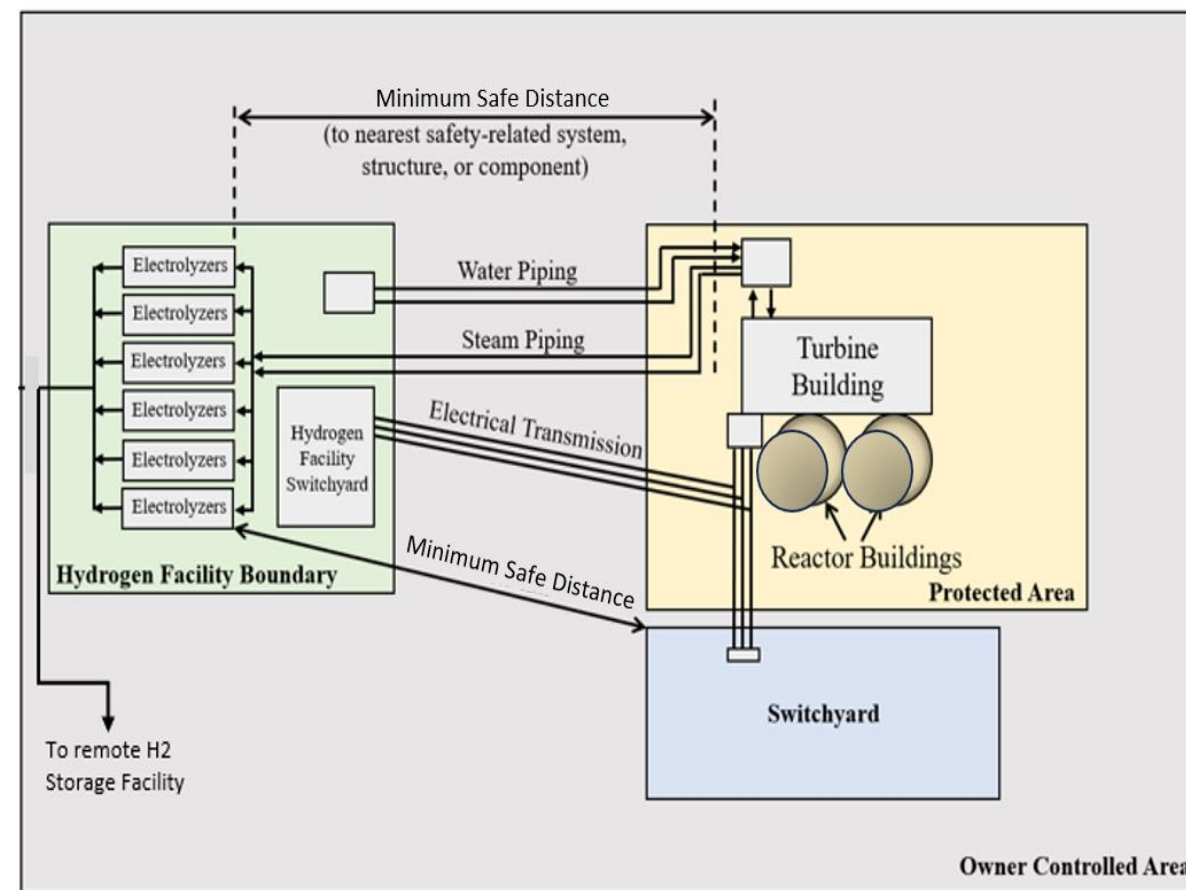 Minimum Safe Distance
(to nearest safety-related system,
structure, or component)
Electrolyzers
Electrolyzers
Electrolyzers
Electrolyzers
Electrolyzers
Electrolyzers
Hydrogen
Facility
Switchyard
Hydrogen Facility Boundary
Water Piping
Steam Piping
Electrical Transmission
Minimum Safe Distance
Turbine
Building
Reactor Buildings
Protected Area
Switchyard
To remote H2
Storage Facility
Owner Controlled Area